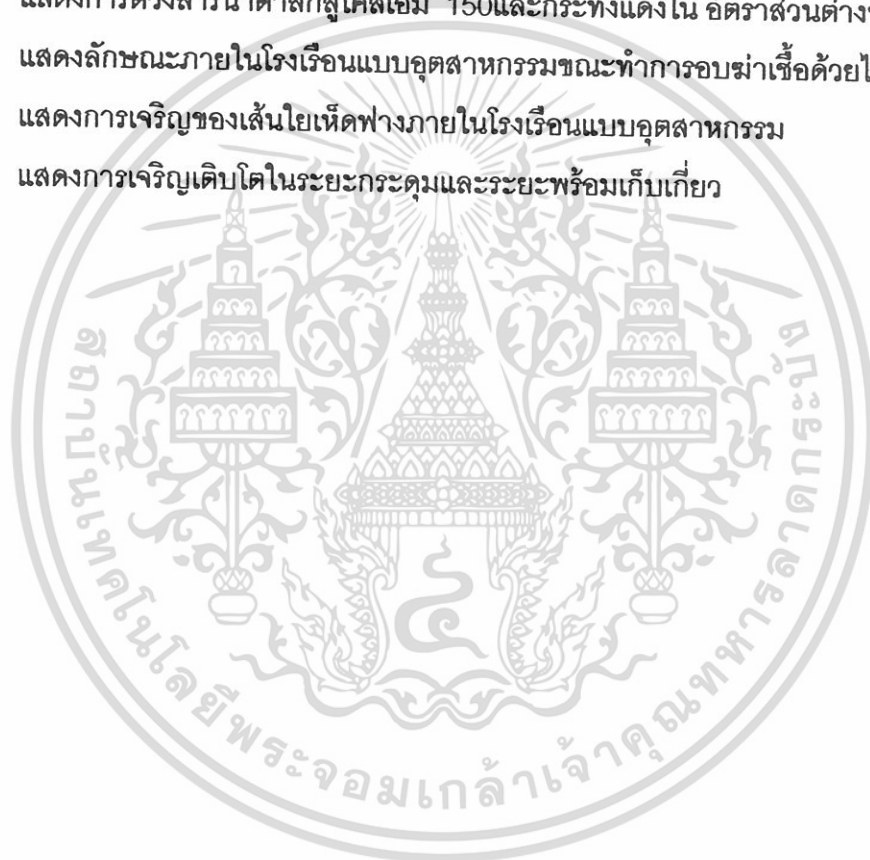 แสดงการตวงสารน้ำตาลกลูโคสเอ็ม 150และกระทิงแดงใน อัตราส่วนต่าง
แสดงลักษณะภายในโรงเรือนแบบอุตสาหกรรมขณะทำการอบฆ่าเชื้อด้วย
แสดงการเจริญของเส้นใยเห็ดฟางภายในโรงเรือนแบบอุตสาหกรรม
แสดงการเจริญเติบโตในระยะกระดุมและระยะพร้อมเก็บเกี่ยว
สถาบันเทคโนโลยีพระจอมเกล้าเจ้าคุณทหารลาดกระบัง
๔